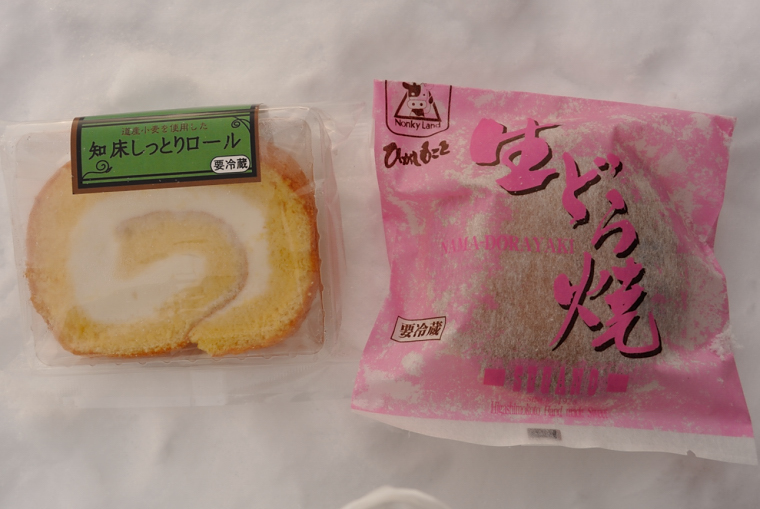 道産小麦を使用した
知床しっとりロール
要冷蔵
Nonky Land
ひがしもこと
生どら焼
NAMA-DORAYAKI
要冷蔵